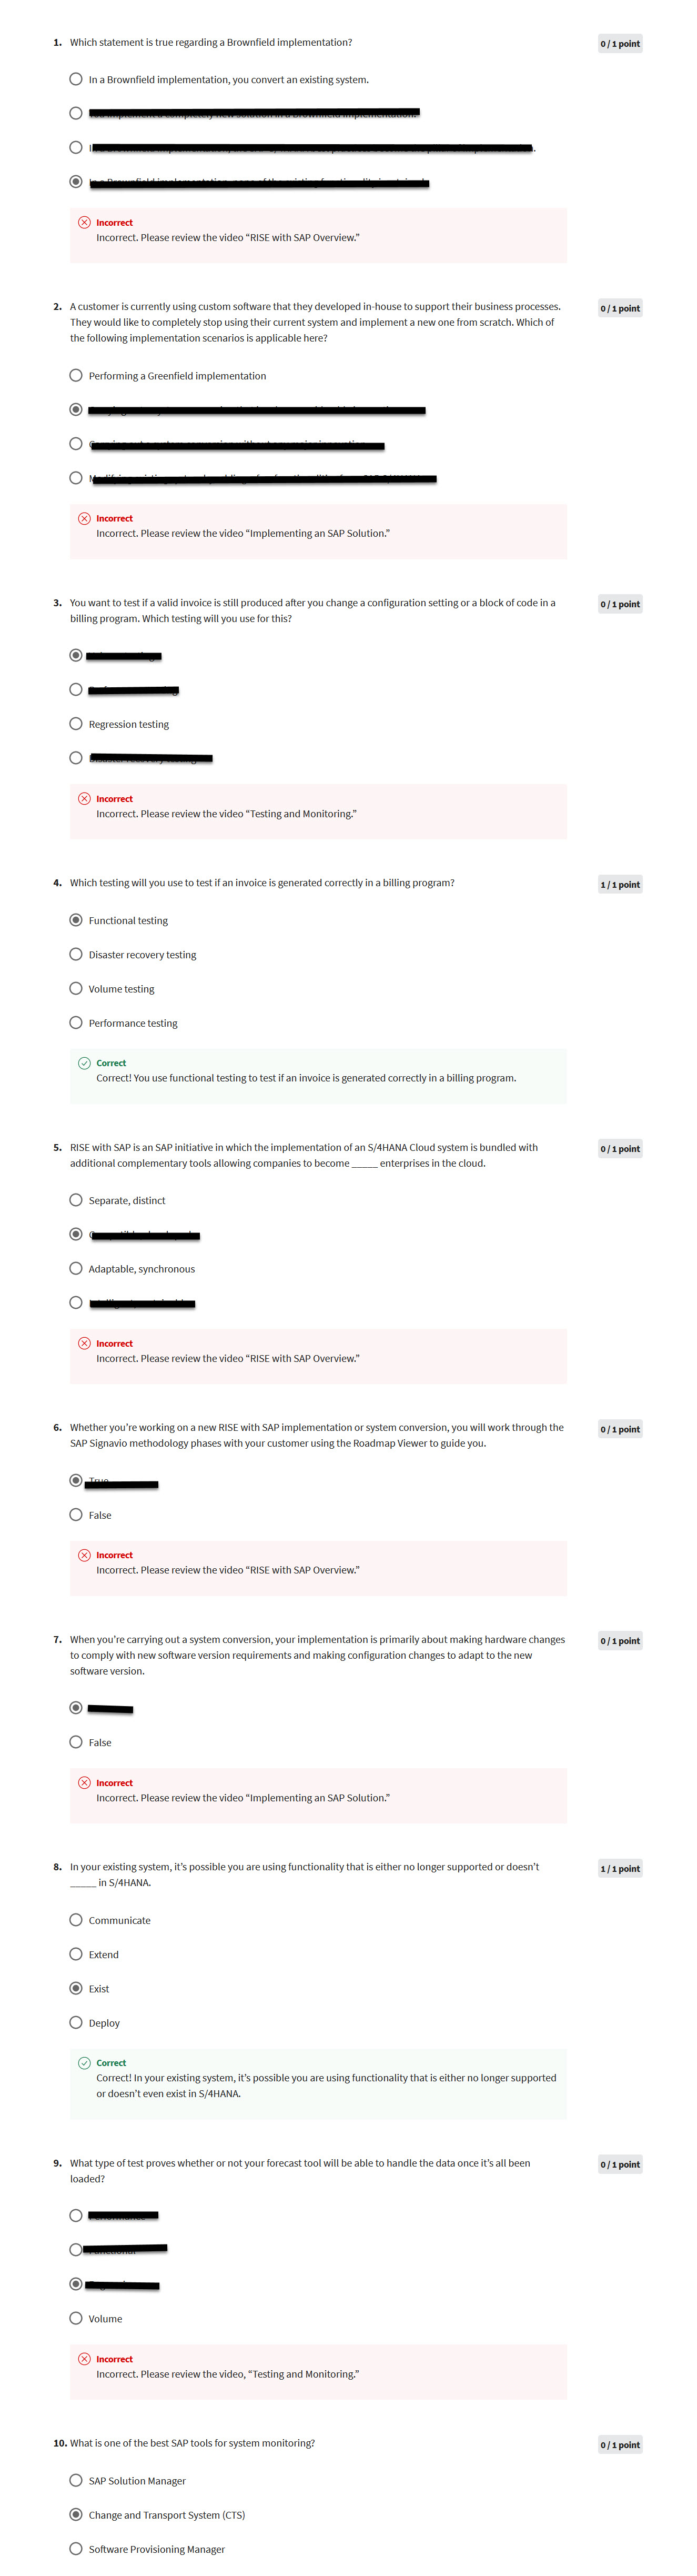 1. Which statement is true regarding a Brownfield implementation?
0 / 1 point
In a Brownfield implementation, you convert an existing system.
Incorrect
Incorrect. Please review the video “RISE with SAP Overview.”
2. A customer is currently using custom software that they developed in-house to support their business processes.
They would like to completely stop using their current system and implement a new one from scratch. Which of
the following implementation scenarios is applicable here?
0 / 1 point
Performing a Greenfield implementation
Incorrect
Incorrect. Please review the video “Implementing an SAP Solution.”
3. You want to test if a valid invoice is still produced after you change a configuration setting or a block of code in a
billing program. Which testing will you use for this?
0 / 1 point
Regression testing
Incorrect
Incorrect. Please review the video “Testing and Monitoring.”
4. Which testing will you use to test if an invoice is generated correctly in a billing program?
1 / 1 point
Functional testing
Disaster recovery testing
Volume testing
Performance testing
Correct
Correct! You use functional testing to test if an invoice is generated correctly in a billing program.
5. RISE with SAP is an SAP initiative in which the implementation of an S/4HANA Cloud system is bundled with
additional complementary tools allowing companies to become _____ enterprises in the cloud.
0 / 1 point
Separate, distinct
Adaptable, synchronous
Incorrect
Incorrect. Please review the video “RISE with SAP Overview.”
6. Whether you’re working on a new RISE with SAP implementation or system conversion, you will work through the
SAP Signavio methodology phases with your customer using the Roadmap Viewer to guide you.
0 / 1 point
True
False
Incorrect
Incorrect. Please review the video “RISE with SAP Overview.”
7. When you’re carrying out a system conversion, your implementation is primarily about making hardware changes
to comply with new software version requirements and making configuration changes to adapt to the new
software version.
0 / 1 point
False
Incorrect
Incorrect. Please review the video “Implementing an SAP Solution.”
8. In your existing system, it’s possible you are using functionality that is either no longer supported or doesn’t
_____ in S/4HANA.
1 / 1 point
Communicate
Extend
Exist
Deploy
Correct
Correct! In your existing system, it’s possible you are using functionality that is either no longer supported
or doesn’t even exist in S/4HANA.
9. What type of test proves whether or not your forecast tool will be able to handle the data once it’s all been
loaded?
0 / 1 point
Volume
Incorrect
Incorrect. Please review the video, “Testing and Monitoring.”
10. What is one of the best SAP tools for system monitoring?
0 / 1 point
SAP Solution Manager
Change and Transport System (CTS)
Software Provisioning Manager